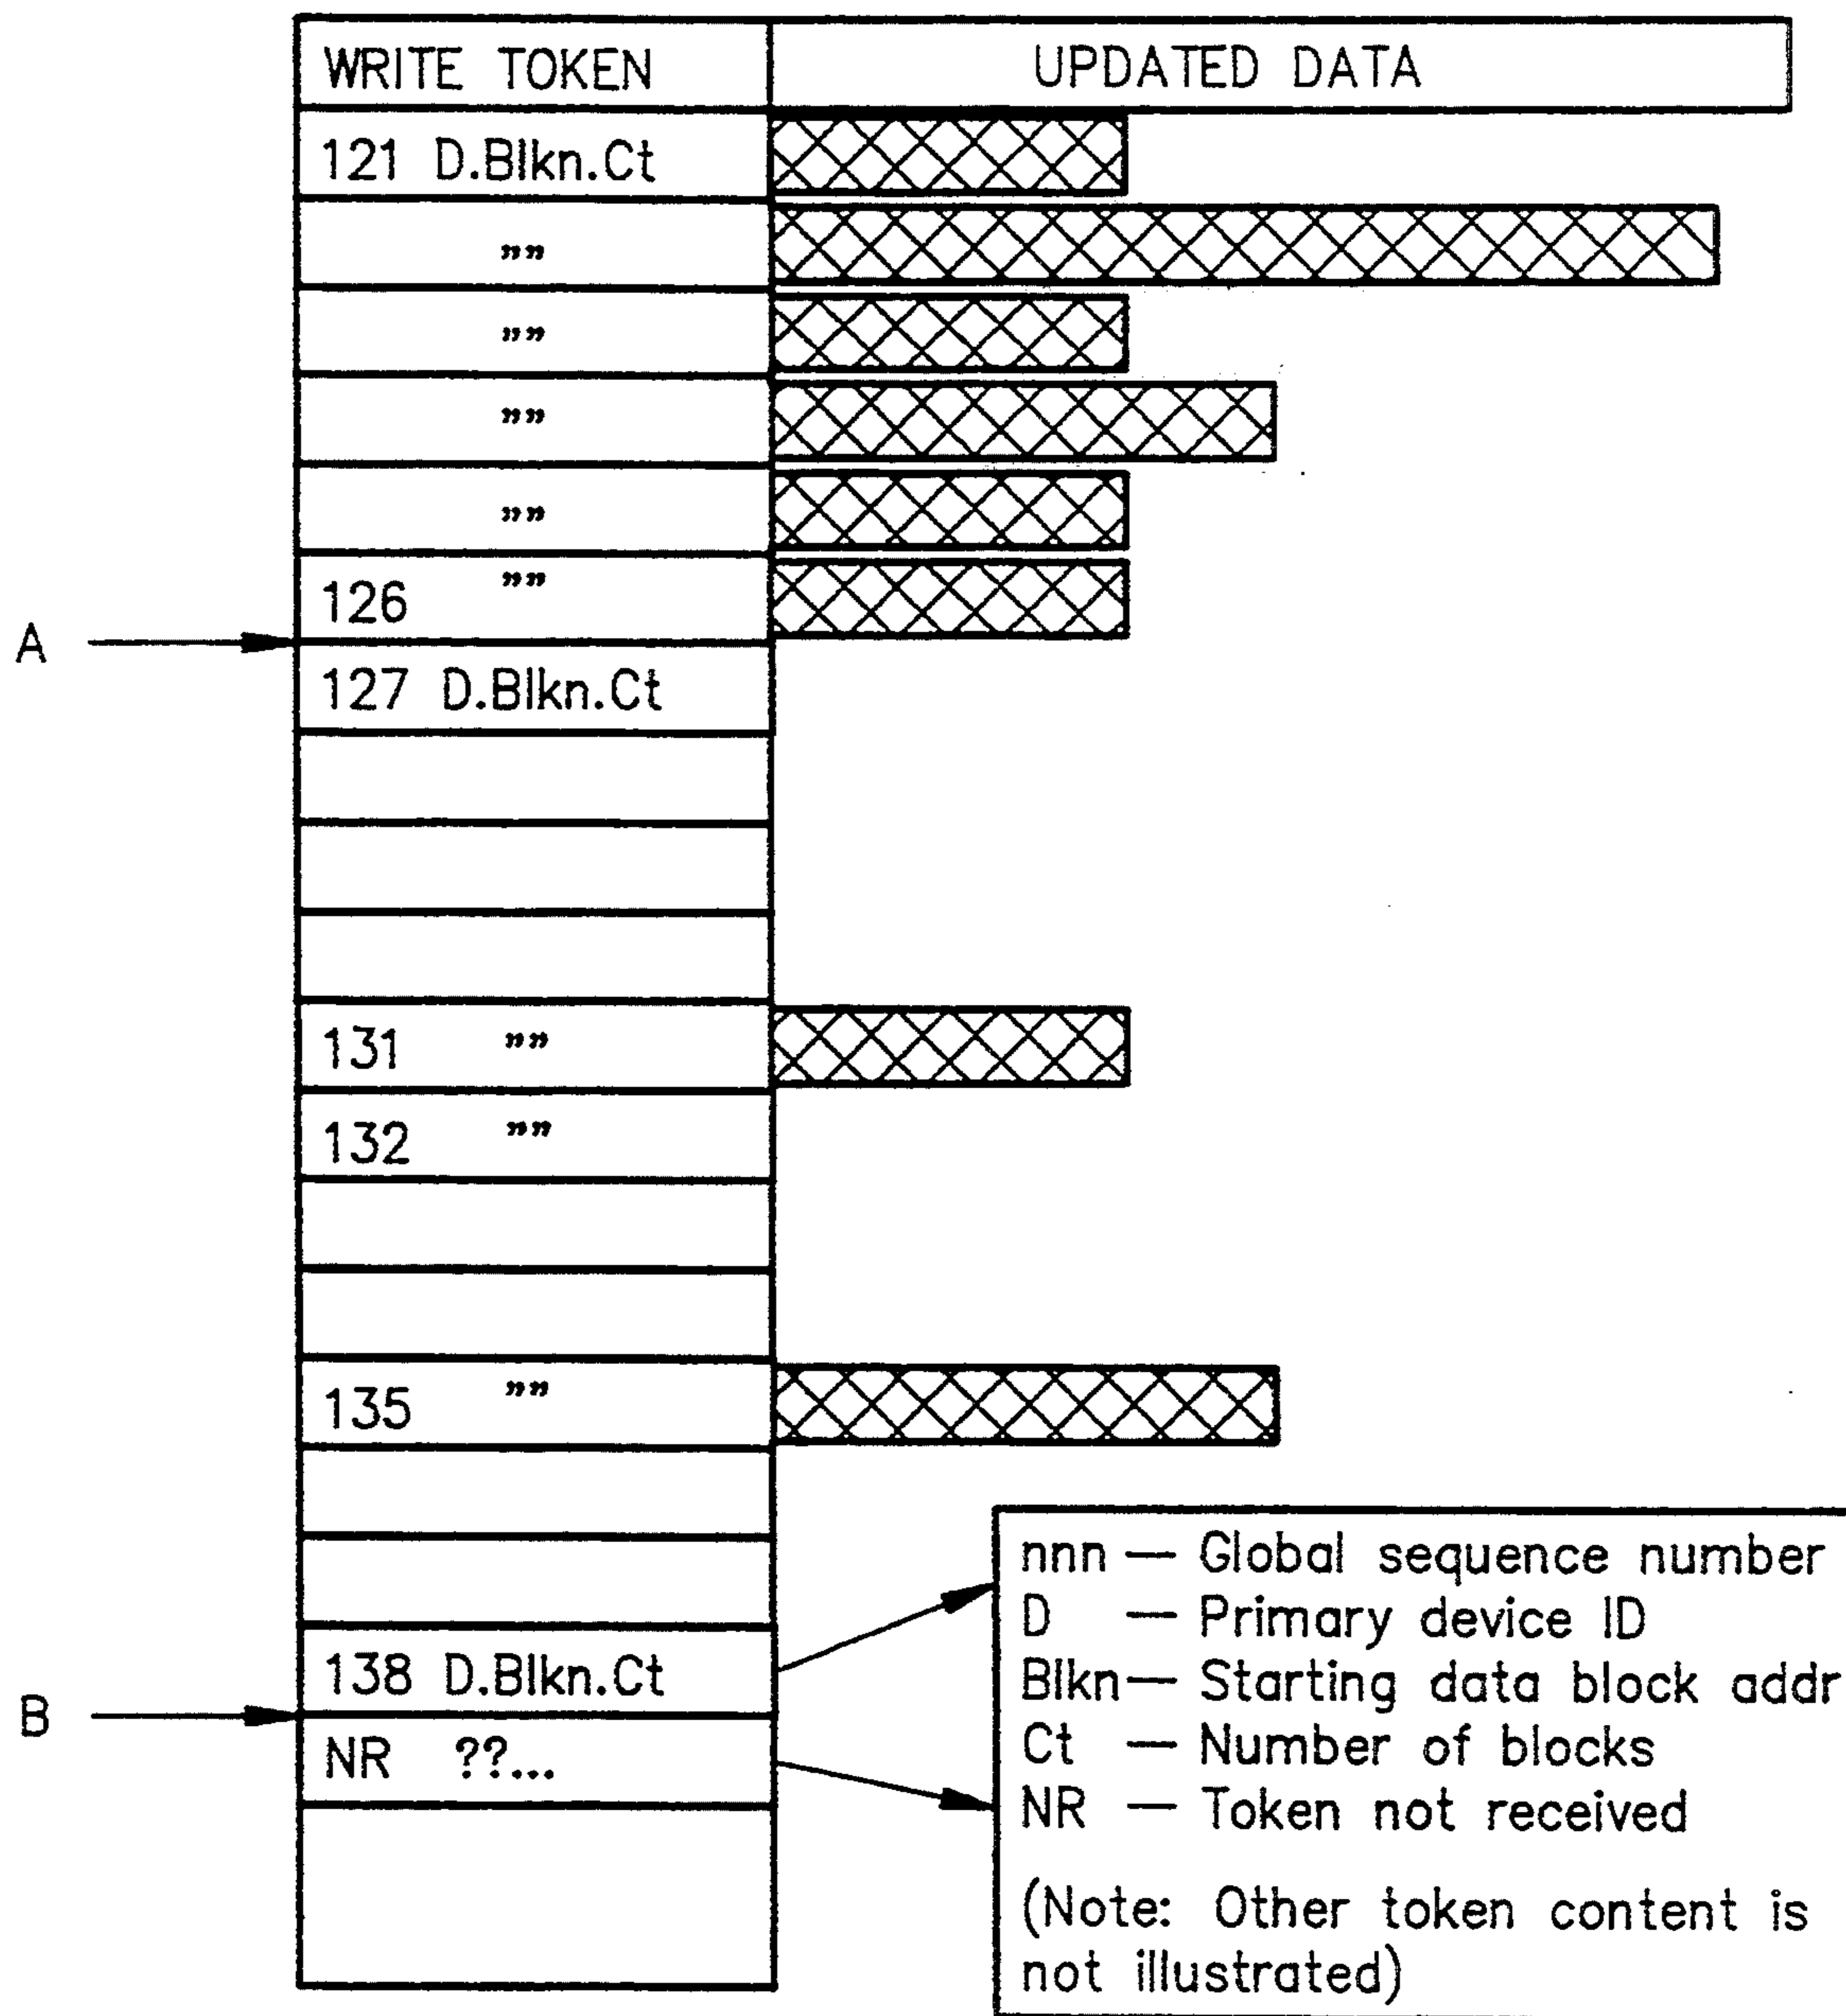 WRITE TOKEN UPDATED DATA
121 D.Blkn.Ct
””
””
””
””
126 ””
A
127 D.Blkn.Ct
131 ””
132 ””
135 ””
138 D.Blkn.Ct
B
NR ??...
nnn — Global sequence number
D — Primary device ID
Blkn — Starting data block addr
Ct — Number of blocks
NR — Token not received
(Note: Other token content is
not illustrated)